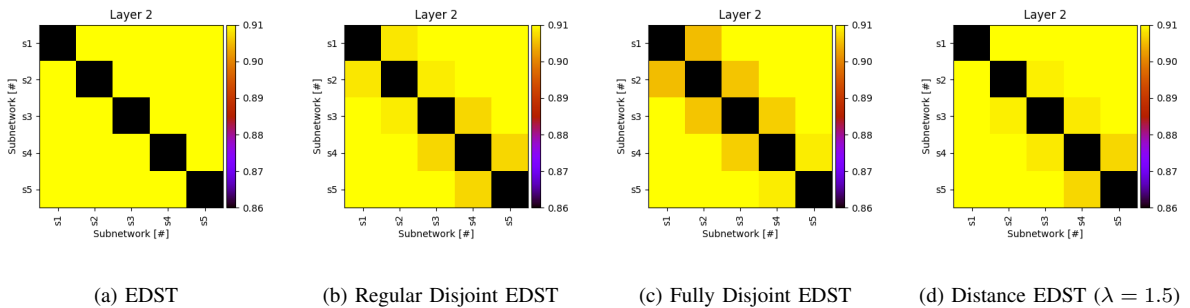 Layer 2
Layer 2
Layer 2
Layer 2
s1
s2
s3
s4
s5
Subnetwork [#]
s1 s2 s3 s4 s5
Subnetwork [#]
0.91
0.90
0.89
0.88
0.87
0.86
s1
s2
s3
s4
s5
Subnetwork [#]
s1 s2 s3 s4 s5
Subnetwork [#]
0.91
0.90
0.89
0.88
0.87
0.86
s1
s2
s3
s4
s5
Subnetwork [#]
s1 s2 s3 s4 s5
Subnetwork [#]
0.91
0.90
0.89
0.88
0.87
0.86
s1
s2
s3
s4
s5
Subnetwork [#]
s1 s2 s3 s4 s5
Subnetwork [#]
0.91
0.90
0.89
0.88
0.87
0.86
(a) EDST
(b) Regular Disjoint EDST
(c) Fully Disjoint EDST
(d) Distance EDST (λ = 1.5)